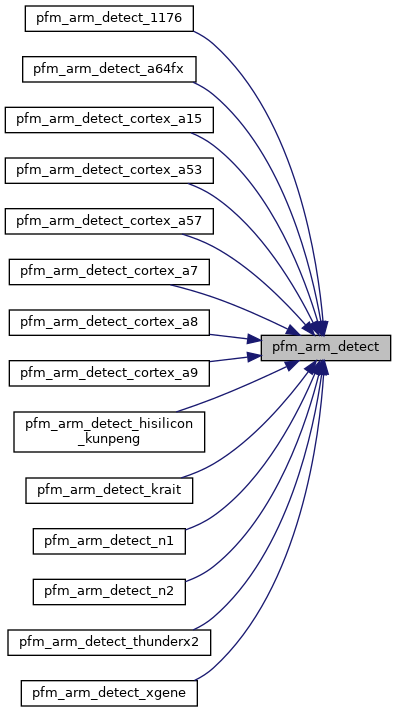 pfm_arm_detect_1176
pfm_arm_detect_a64fx
pfm_arm_detect_cortex_a15
pfm_arm_detect_cortex_a53
pfm_arm_detect_cortex_a57
pfm_arm_detect_cortex_a7
pfm_arm_detect_cortex_a8
pfm_arm_detect
pfm_arm_detect_cortex_a9
pfm_arm_detect_hisilicon
_kunpeng
pfm_arm_detect_krait
pfm_arm_detect_n1
pfm_arm_detect_n2
pfm_arm_detect_thunderx2
pfm_arm_detect_xgene